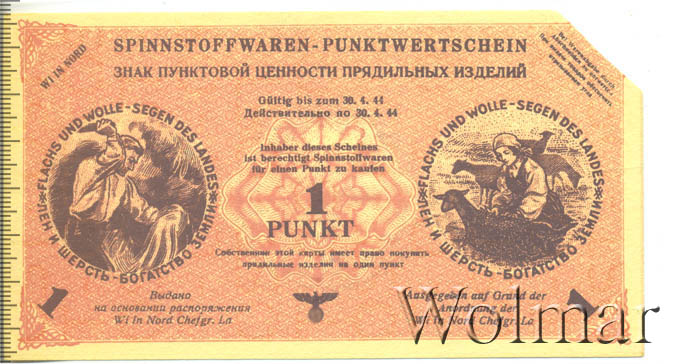 WI IN NORD
SPINNSTOFFWAREN-PUNKTWERTSCHEIN
ЗНАК ПУНКТОВОЙ ЦЕННОСТИ ПРЯДИЛЬНЫХ ИЗДЕЛИЙ
Gültig bis zum 30. 4. 44
Действительно по 30. 4. 44
FLACHS UND WOLLE-SEGEN DES LANDES
ЛЕН И ШЕРСТЬ-БОГАТСТВО ЗЕМЛИ
Inhaber dieses Scheines
ist berechtigt Spinnstoffwaren
für einen Punkt zu kaufen
1
PUNKT
Собственник этой карты имеет право покупать
прядильные изделия на один пункт
FLACHS UND WOLLE-SEGEN DES LANDES
ЛЕН И ШЕРСТЬ-БОГАТСТВО ЗЕМЛИ
1
Выдано
на основании распоряжения
Wi in Nord Chefgr. La
Ausgegeben auf Grund der
Anordnung der
Wi in Nord Chefgr. La
1
Wolmar